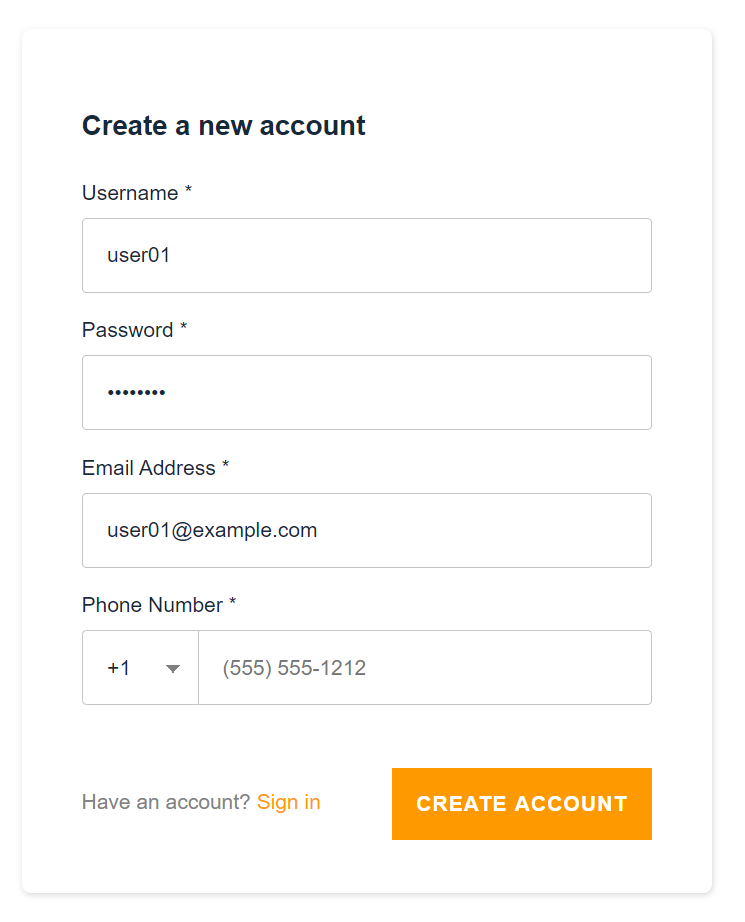 Create a new account
Username *
user01
Password *
••••••••
Email Address *
user01@example.com
Phone Number *
+1 (555) 555-1212
Have an account? Sign in CREATE ACCOUNT